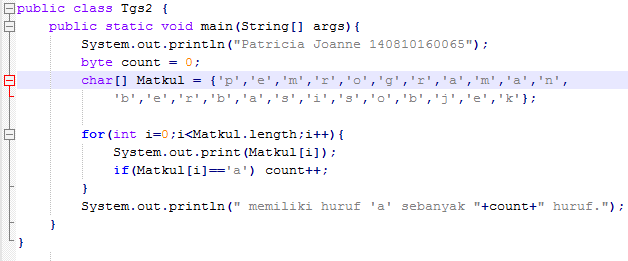 public class Tgs2 {
    public static void main(String[] args){
        System.out.println("Patricia Joanne 140810160065");
        byte count = 0;
        char[] Matkul = {'p','e','m','r','o','g','r','a','m','a','n',
            'b','e','r','b','a','s','i','s','o','b','j','e','k'};

        for(int i=0;i<Matkul.length;i++){
            System.out.print(Matkul[i]);
            if(Matkul[i]=='a') count++;
        }
        System.out.println(" memiliki huruf 'a' sebanyak "+count+" huruf.");
    }
}